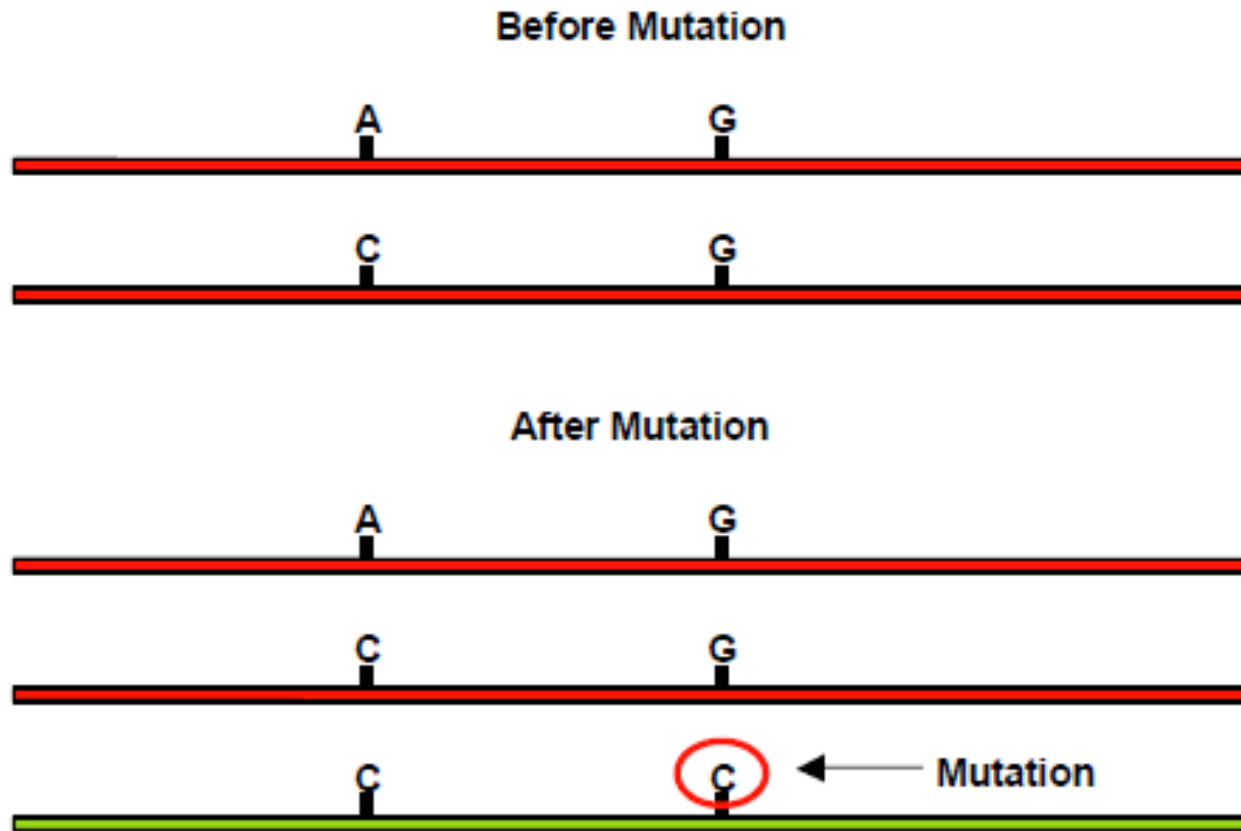 Before Mutation
A G
C G
After Mutation
A G
C G
C C Mutation